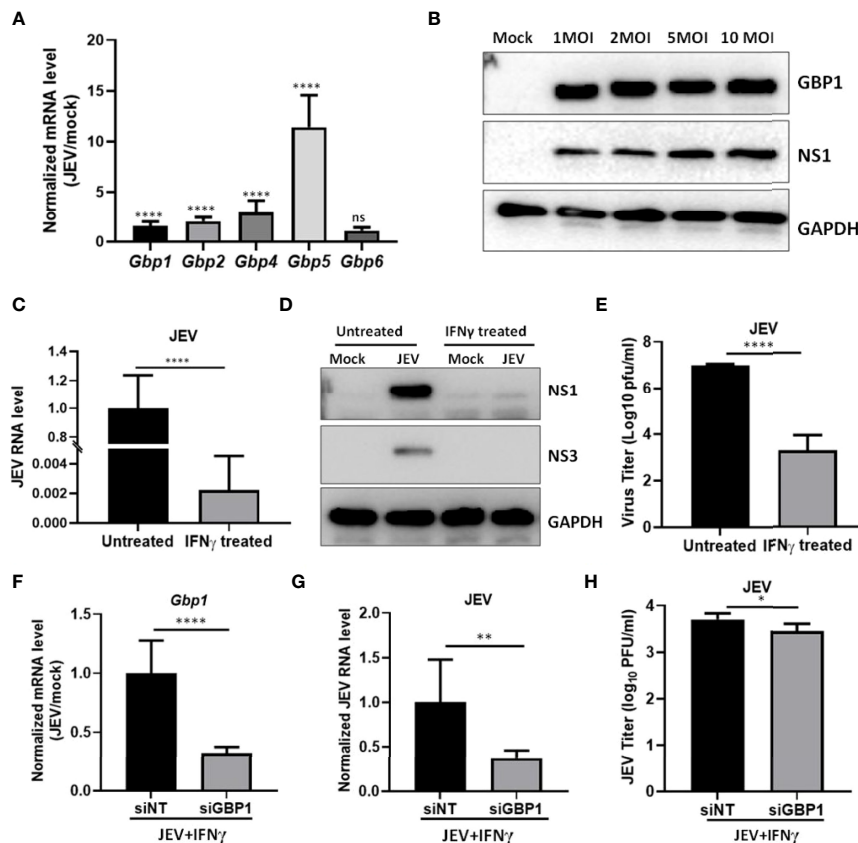 A
Normalized mRNA level
(JEV/mock)
20
15
10
5
0
**** **** **** **** ns
Gbp1 Gbp2 Gbp4 Gbp5 Gbp6
B
Mock 1MOI 2MOI 5MOI 10 MOI
GBP1
NS1
GAPDH
C
JEV
****
JEV RNA level
1.4
1.2
1.0
0.8
0.004
0.002
0.000
Untreated IFNγ treated
D
Untreated IFNγ treated
Mock JEV Mock JEV
NS1
NS3
GAPDH
E
JEV
****
Virus Titer (Log10 pfu/ml)
8
6
4
2
0
Untreated IFNγ treated
F
Gbp1
****
Normalized mRNA level
(JEV/mock)
1.5
1.0
0.5
0.0
siNT siGBP1
JEV+IFNγ
G
JEV
**
Normalized JEV RNA level
2.0
1.5
1.0
0.5
0.0
siNT siGBP1
JEV+IFNγ
H
JEV
*
JEV Titer (log10 PFU/ml)
4
3
2
1
0
siNT siGBP1
JEV+IFNγ